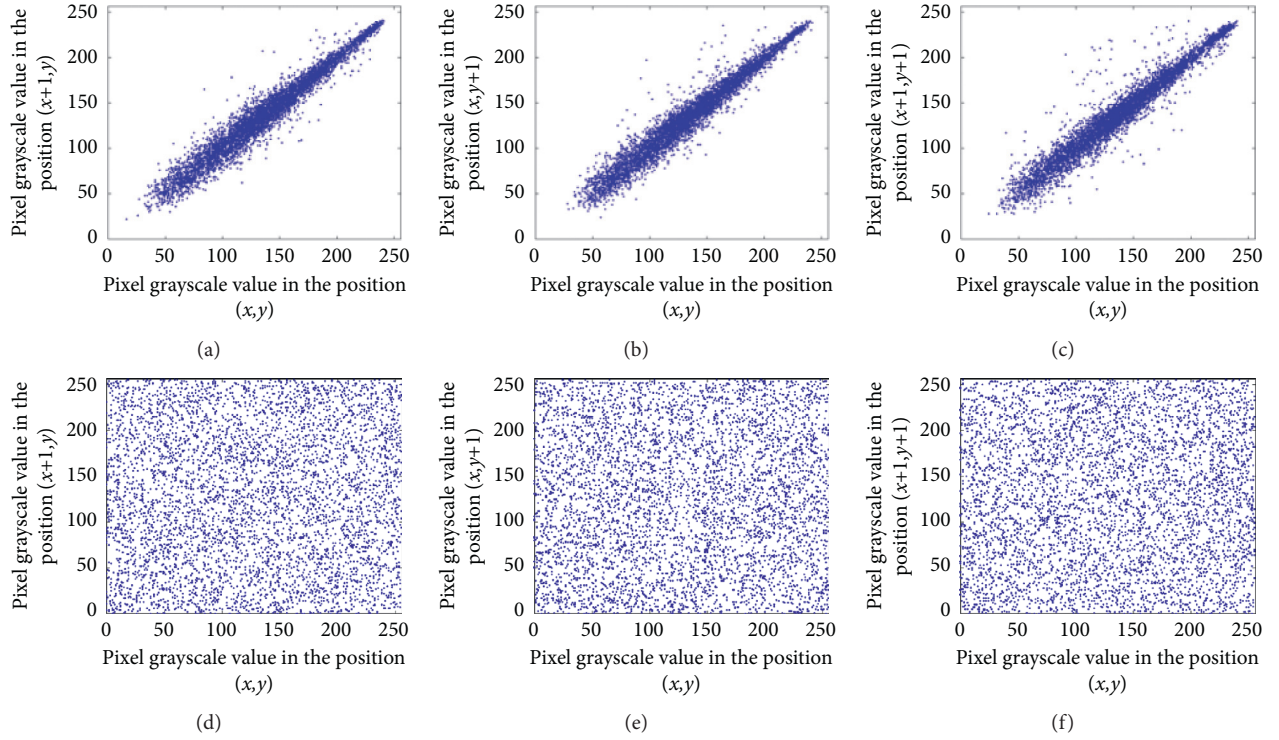 Pixel grayscale value in the
position (x+1,y)
250
200
150
100
50
0
0 50 100 150 200 250
Pixel grayscale value in the position
(x,y)
(a)
Pixel grayscale value in the
position (x,y+1)
250
200
150
100
50
0
0 50 100 150 200 250
Pixel grayscale value in the position
(x,y)
(b)
Pixel grayscale value in the
position (x+1,y+1)
250
200
150
100
50
0
0 50 100 150 200 250
Pixel grayscale value in the position
(x,y)
(c)
Pixel grayscale value in the
position (x+1,y)
250
200
150
100
50
0
0 50 100 150 200 250
Pixel grayscale value in the position
(x,y)
(d)
Pixel grayscale value in the
position (x,y+1)
250
200
150
100
50
0
0 50 100 150 200 250
Pixel grayscale value in the position
(x,y)
(e)
Pixel grayscale value in the
position (x+1,y+1)
250
200
150
100
50
0
0 50 100 150 200 250
Pixel grayscale value in the position
(x,y)
(f)